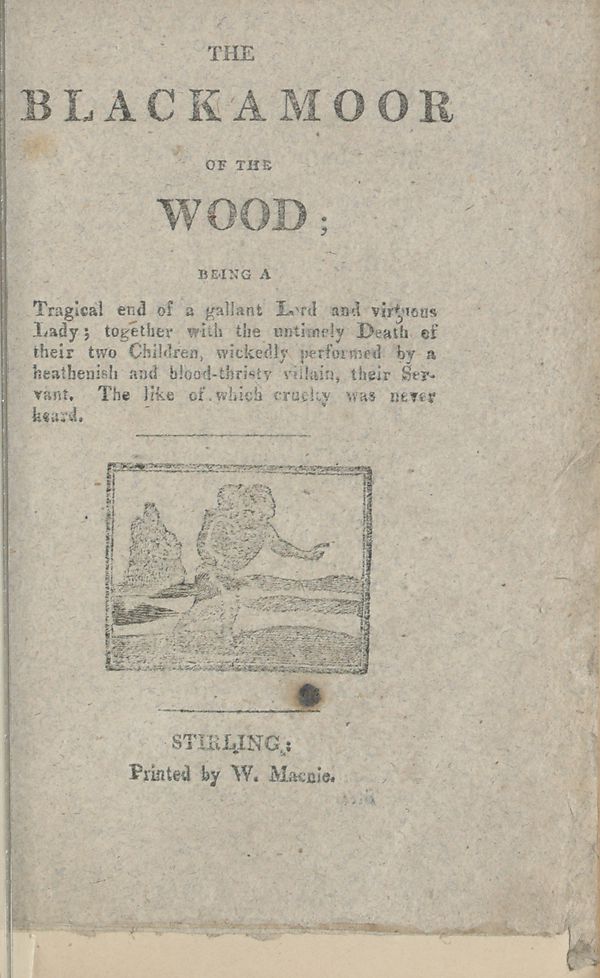 THE
BLACKAMOOR
OF THE
WOOD;
BEING A
Tragical end of a gallant Lord and virtuous
Lady; together with the untimely Death of
their two Children, wickedly performed by a
heathenish and blood-thristy villain, their Ser-
vant. The like of which cruelty was never
heard.
STIRLING:
Printed by W. Macnie.